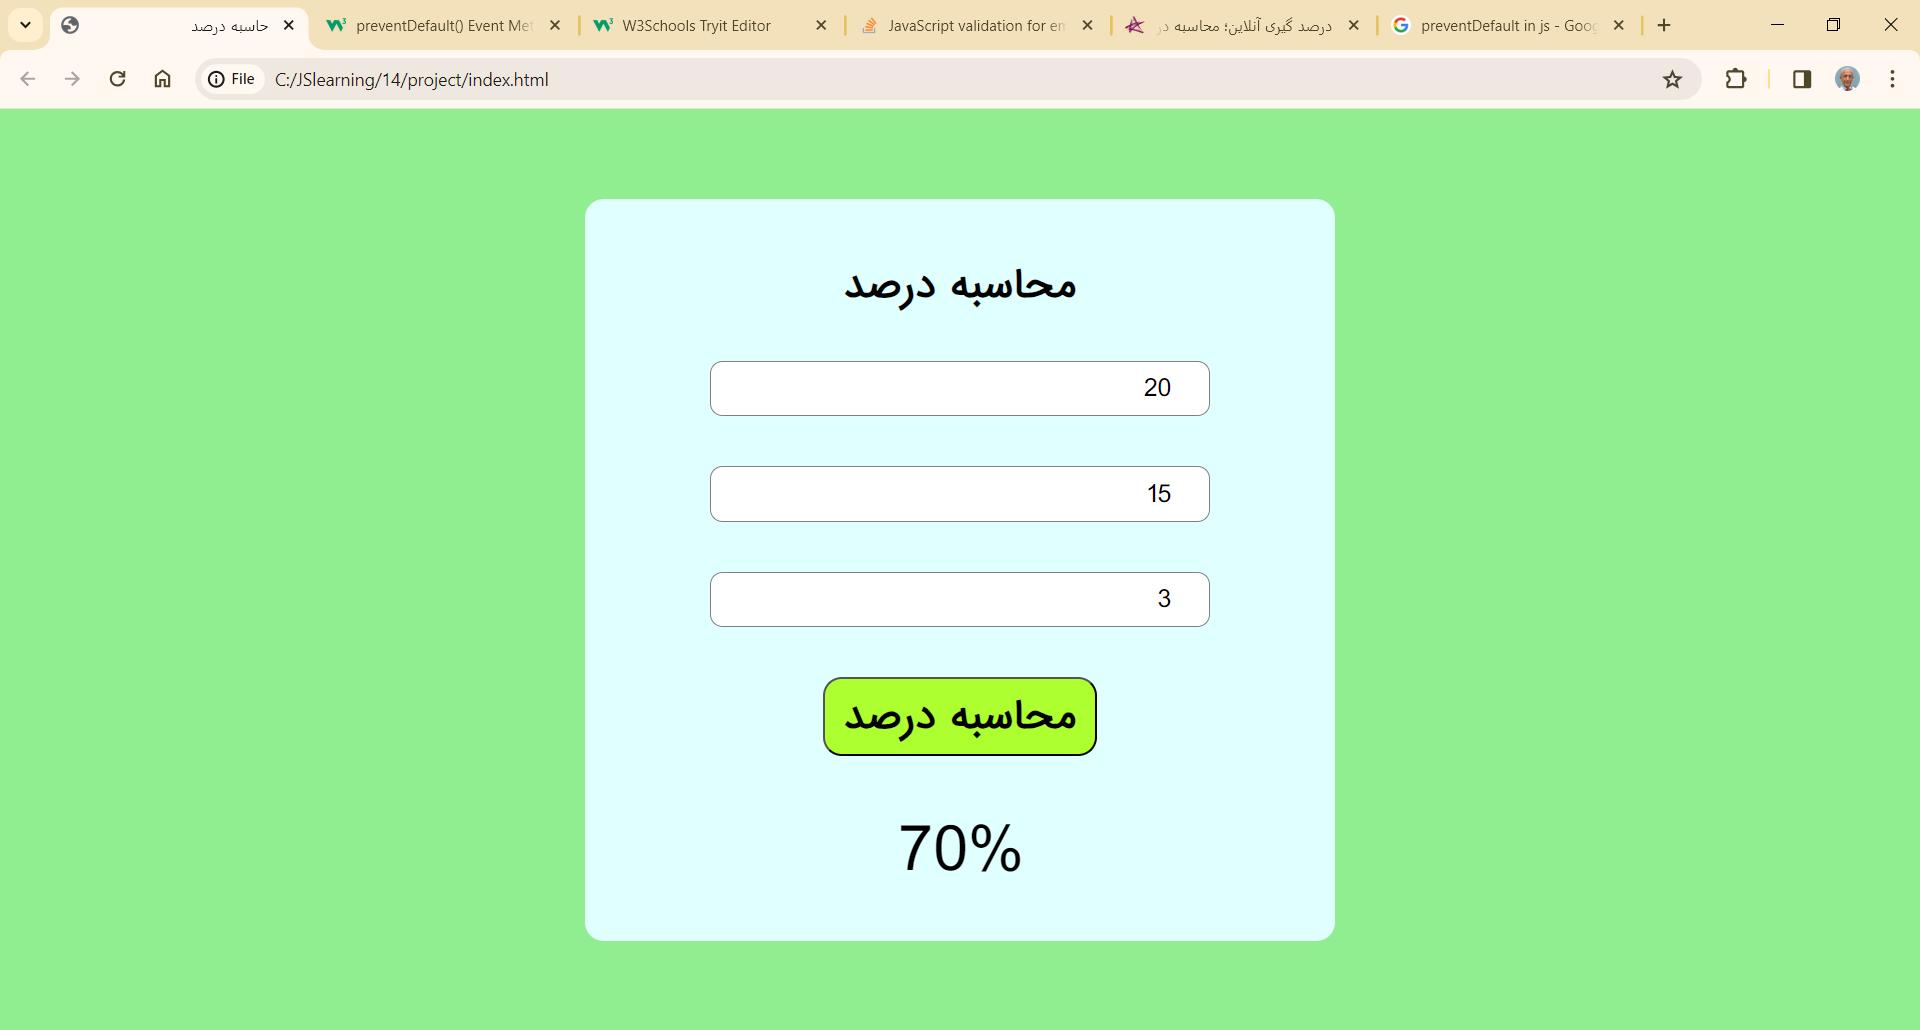 حاسبه درصد
preventDefault() Event Met
W3Schools Tryit Editor
JavaScript validation for em
درصد گیری آنلاین؛ محاسبه در
preventDefault in js - Goog
File
C:/JSlearning/14/project/index.html
محاسبه درصد
20
15
3
محاسبه درصد
70%